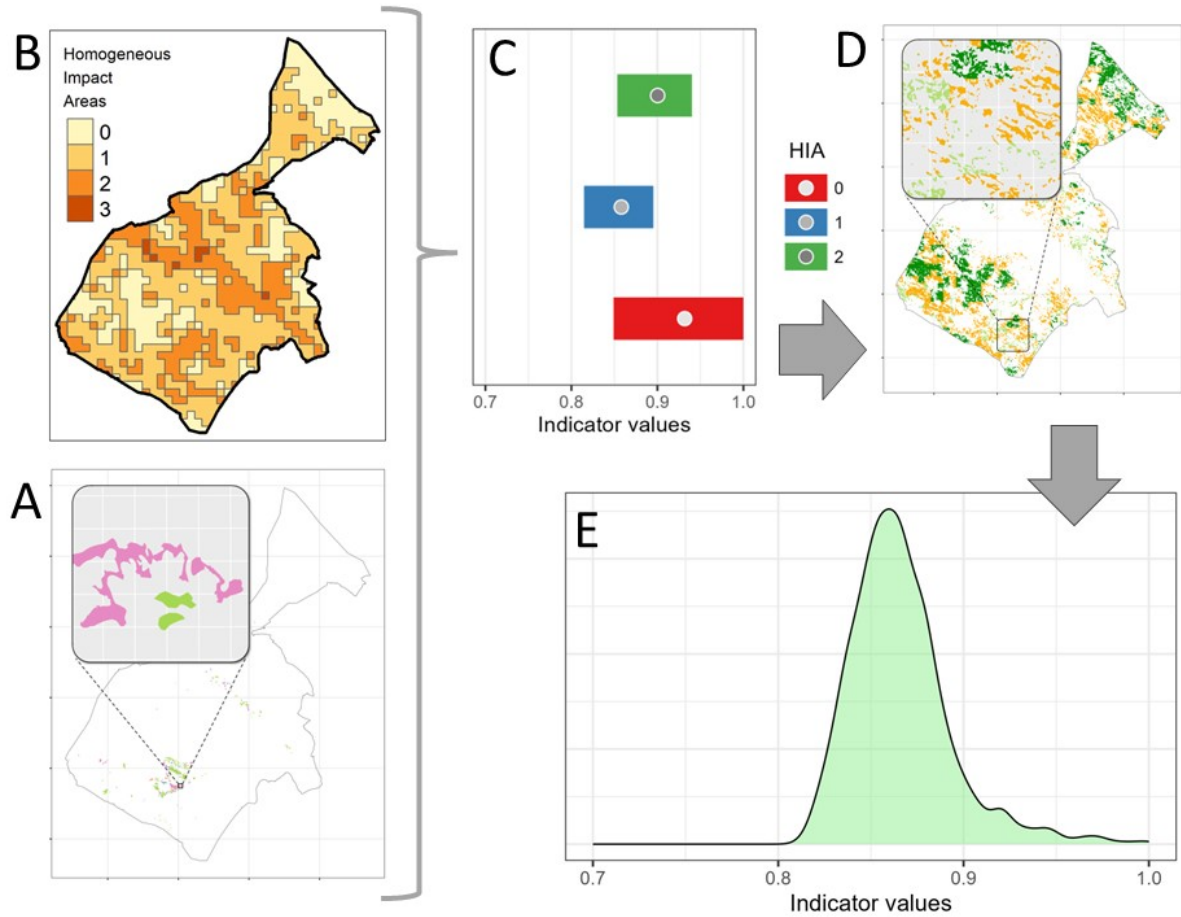 B
Homogeneous
Impact
Areas
0
1
2
3
A
C
HIA
0
1
2
0.7 0.8 0.9 1.0
Indicator values
D
E
0.7 0.8 0.9 1.0
Indicator values